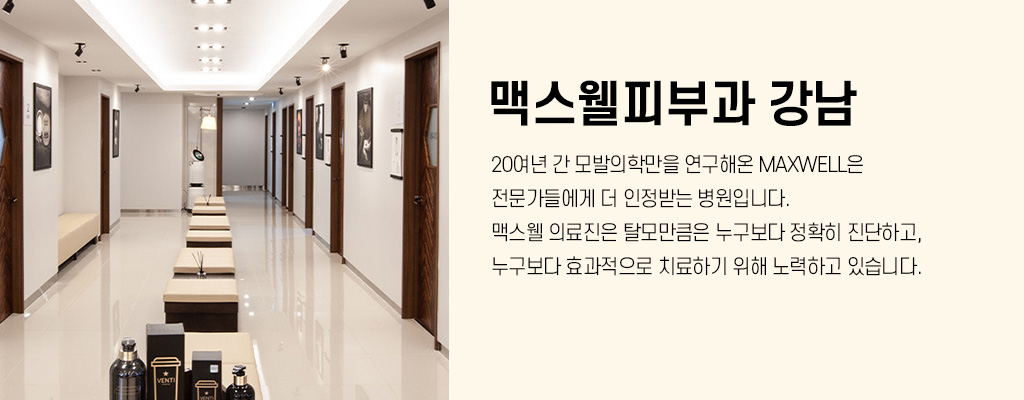 맥스웰피부과 강남
20여년 간 모발의학만을 연구해온 MAXWELL은
전문가들에게 더 인정받는 병원입니다.
맥스웰 의료진은 탈모만큼은 누구보다 정확히 진단하고,
누구보다 효과적으로 치료하기 위해 노력하고 있습니다.
VENTI
VENTI